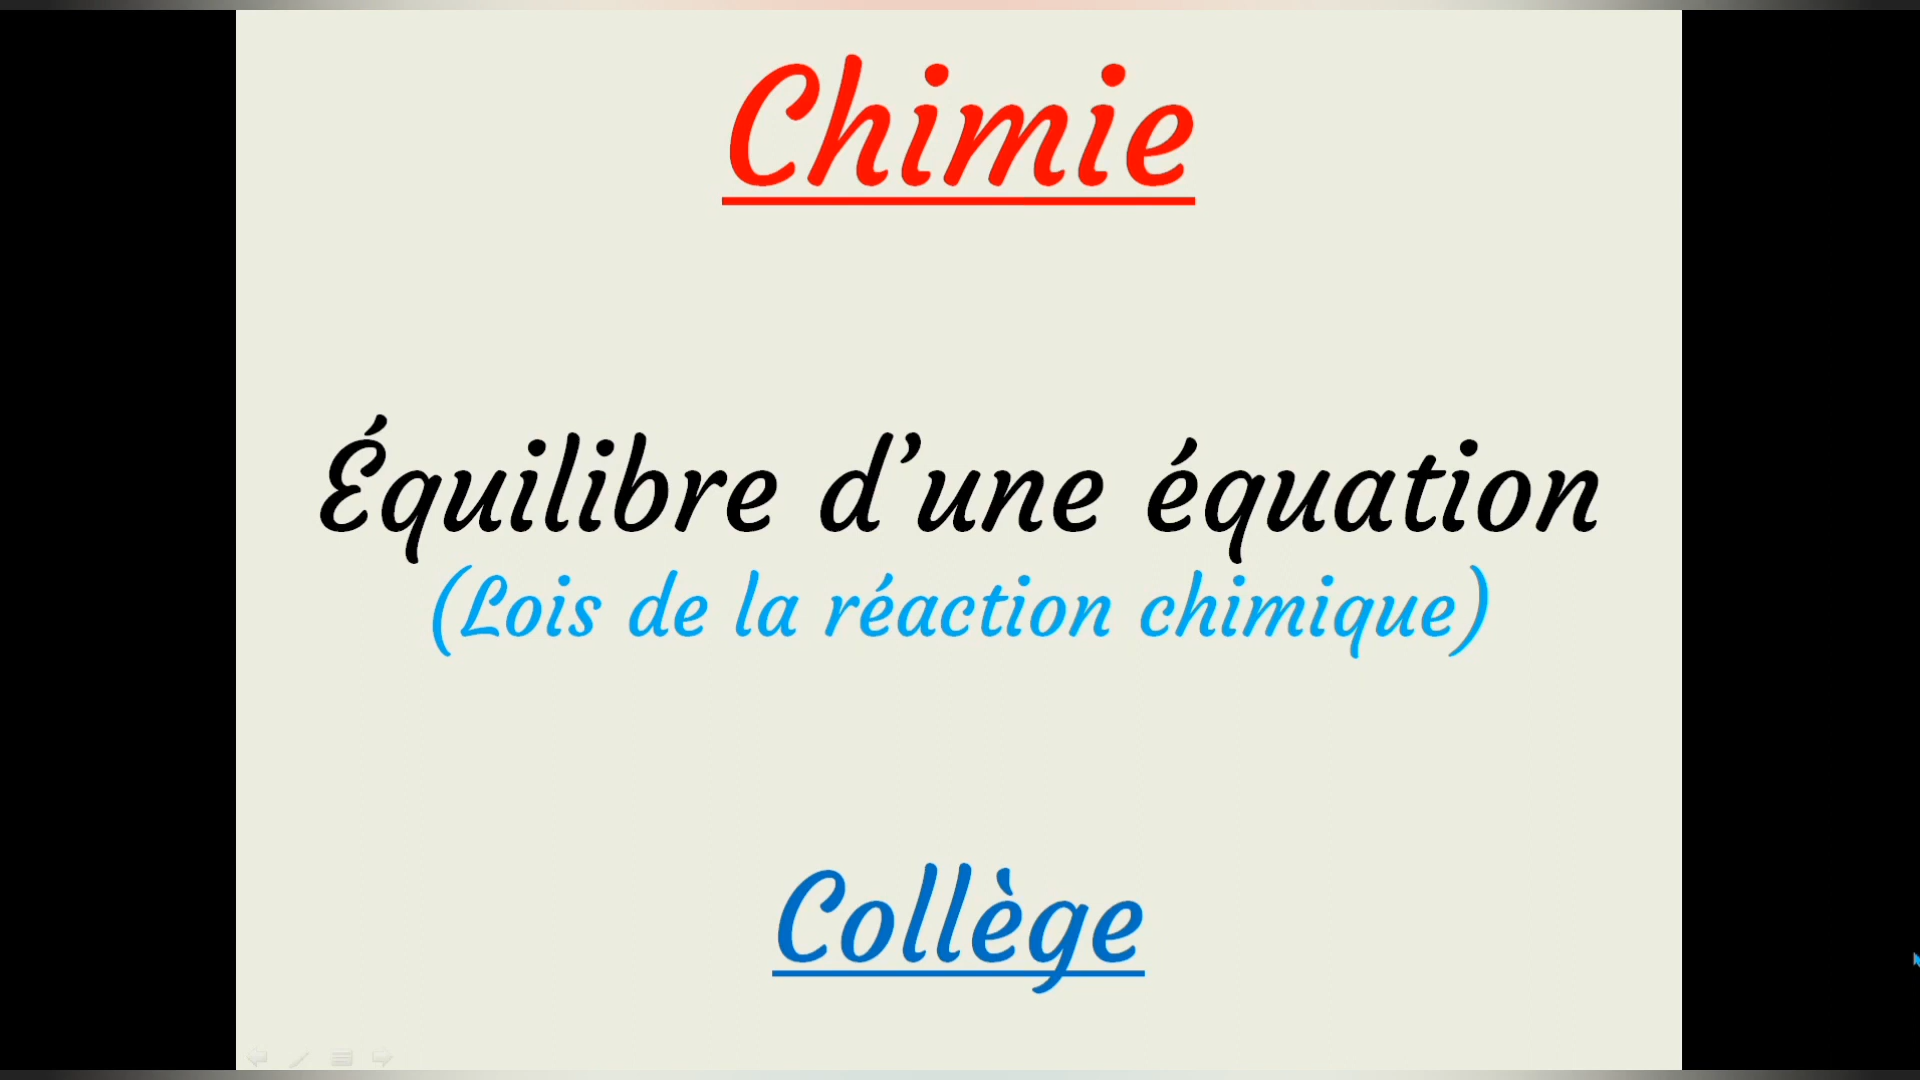 Chimie
Équilibre d’une équation
(Lois de la réaction chimique)
Collège